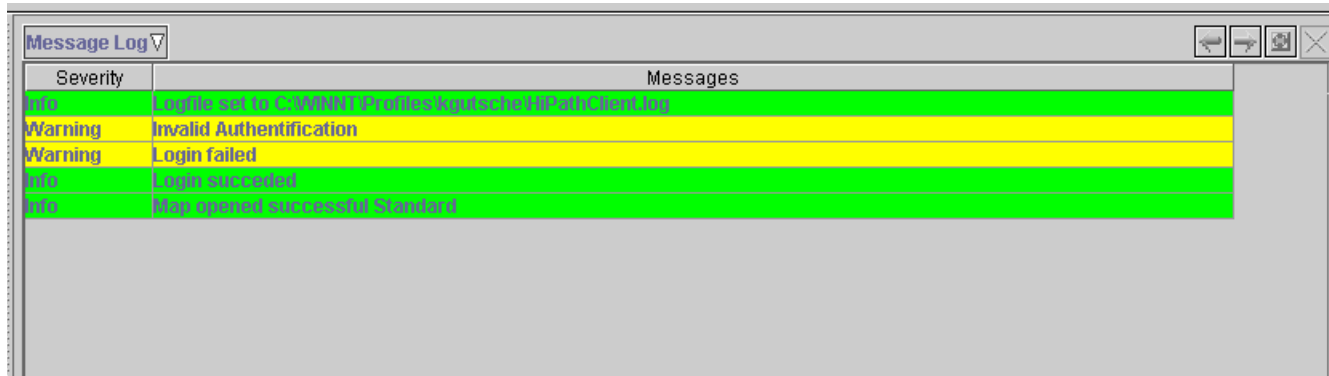 Message Log
Severity Messages
Info Logfile set to C:\WINNT\Profiles\kgutsche\HiPathClient.log
Warning Invalid Authentification
Warning Login failed
Info Login succeded
Info Map opened successful Standard